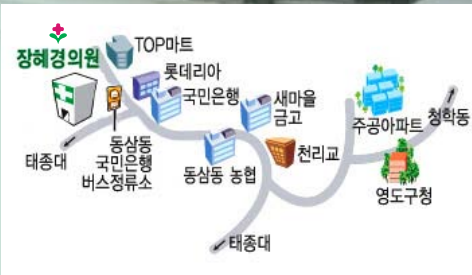 TOP마트
장혜경의원
롯데리아
국민은행
새마을
금고
주공아파트
청학동
동삼동
국민은행
버스정류소
태종대
동삼동 농협
천리교
영도구청
태종대